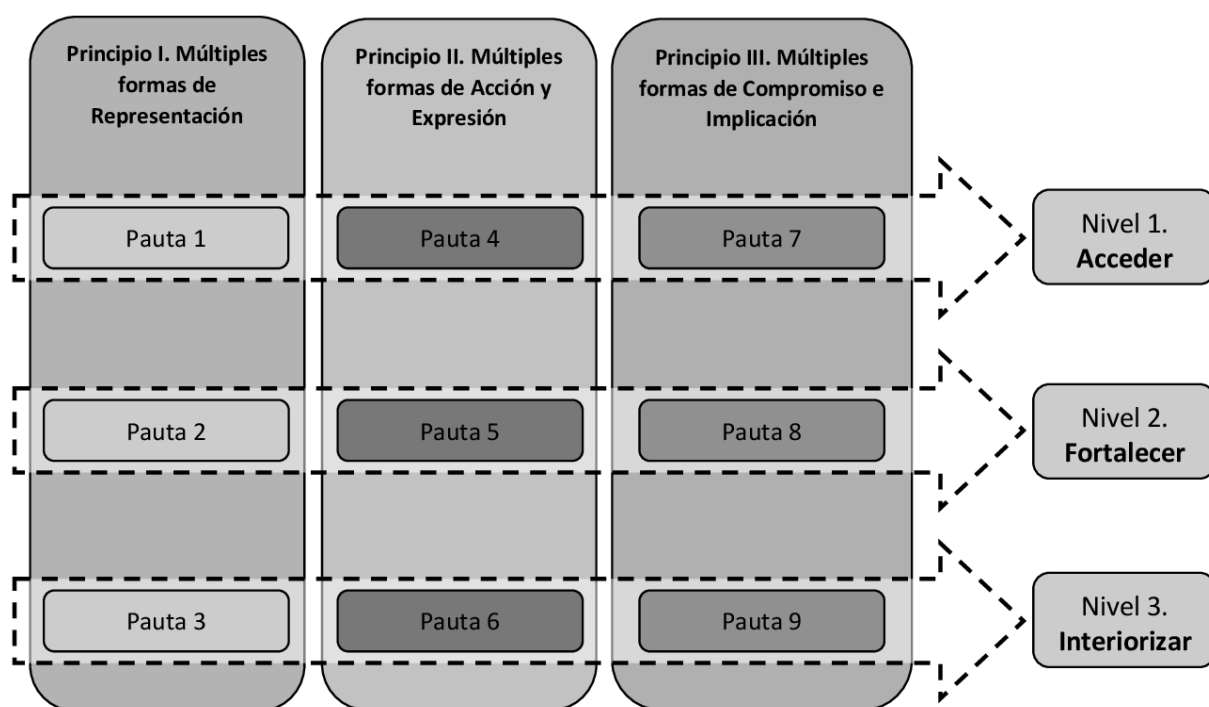 Principio I. Múltiples
formas de
Representación
Principio II. Múltiples
formas de Acción y
Expresión
Principio III. Múltiples
formas de Compromiso e
Implicación
Pauta 1
Pauta 4
Pauta 7
Nivel 1.
Acceder
Pauta 2
Pauta 5
Pauta 8
Nivel 2.
Fortalecer
Pauta 3
Pauta 6
Pauta 9
Nivel 3.
Interiorizar